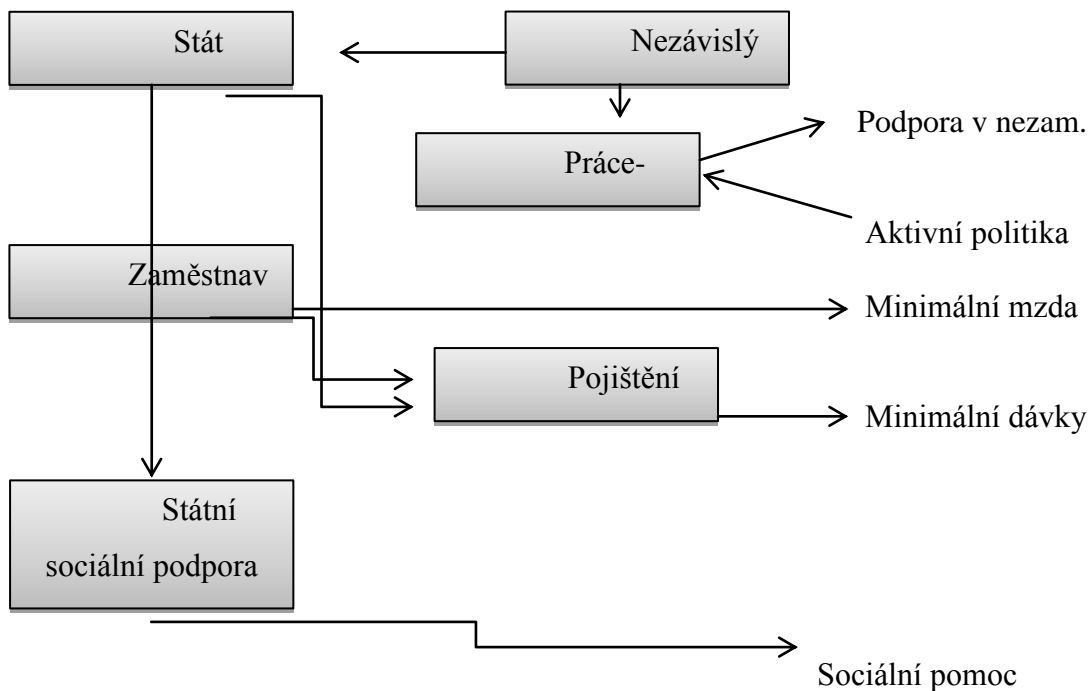 Stát
Nezávislý
Podpora v nezam.
Práce-
Aktivní politika
Zaměstnav
Minimální mzda
Pojištění
Minimální dávky
Státní
sociální podpora
Sociální pomoc